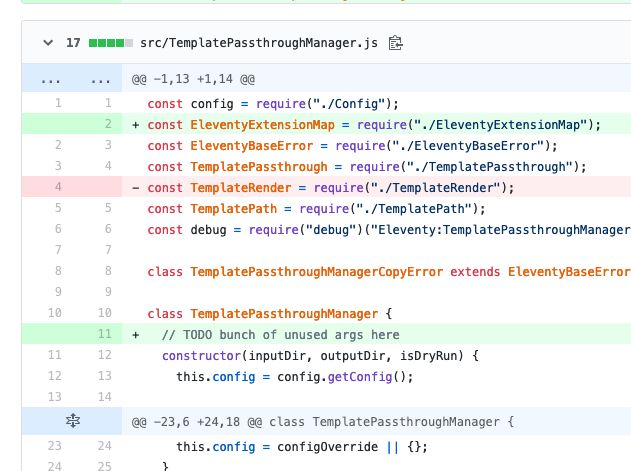 17 src/TemplatePassthroughManager.js
... ... @@ -1,13 +1,14 @@
1 1 const config = require("./Config");
2 + const EleventyExtensionMap = require("./EleventyExtensionMap");
2 3 const EleventyBaseError = require("./EleventyBaseError");
3 4 const TemplatePassthrough = require("./TemplatePassthrough");
4 - const TemplateRender = require("./TemplateRender");
5 5 const TemplatePath = require("./TemplatePath");
6 6 const debug = require("debug")("Eleventy:TemplatePassthroughManager
7 7
8 8 class TemplatePassthroughManagerCopyError extends EleventyBaseError
9 9
10 10 class TemplatePassthroughManager {
11 + // TODO bunch of unused args here
11 12 constructor(inputDir, outputDir, isDryRun) {
12 13 this.config = config.getConfig();
13 14
@@ -23,6 +24,18 @@ class TemplatePassthroughManager {
23 24 this.config = configOverride || {};
24 25 }